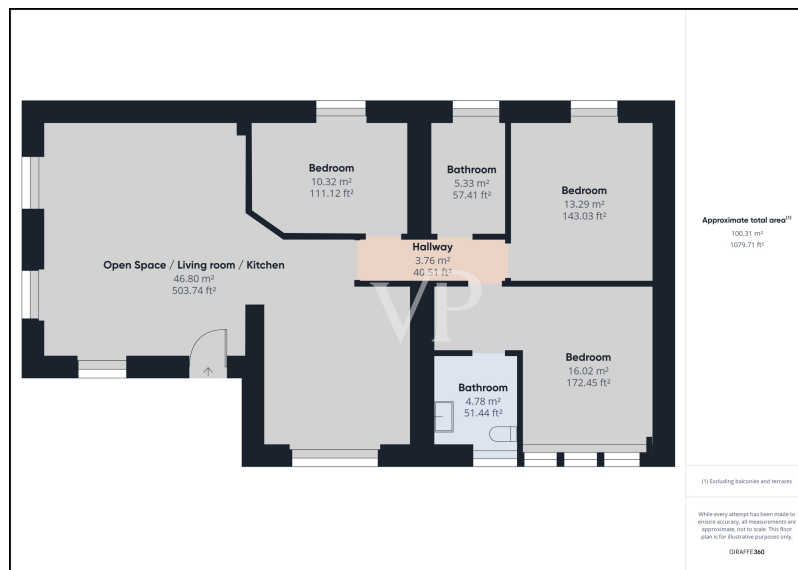 Bedroom
10.32 m²
111.12 ft²
Bathroom
5.33 m²
57.41 ft²
Bedroom
13.29 m²
143.03 ft²
Hallway
3.76 m²
40.51 ft²
Open Space / Living room / Kitchen
46.80 m²
503.74 ft²
VP
Bedroom
16.02 m²
172.45 ft²
Bathroom
4.78 m²
51.44 ft²
Approximate total area(1)
100.31 m²
1079.71 ft²
(1) Excluding balconies and terraces
While every attempt has been made to
ensure accuracy, all measurements are
approximate, not to scale. This floor
plan is for illustrative purposes only.
GIRAFFE360